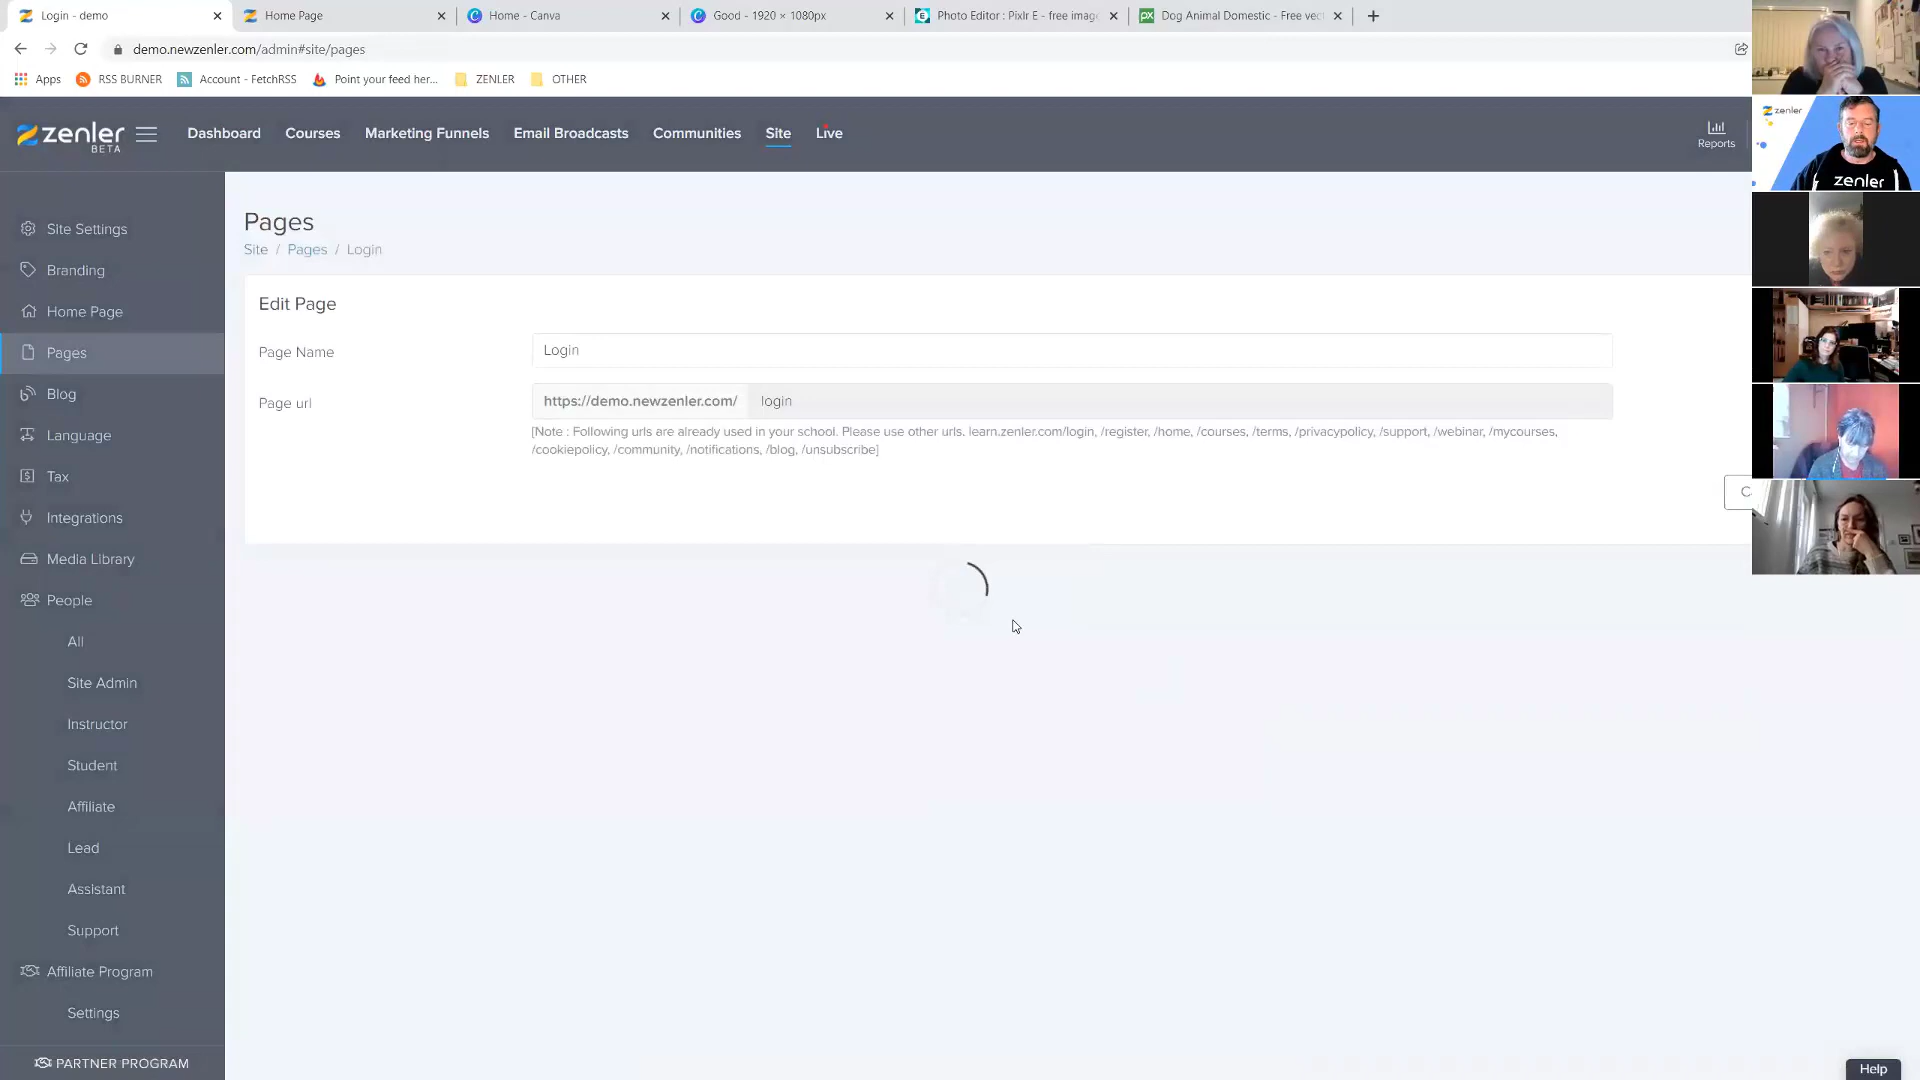 Login - demo
Home Page
Home - Canva
Good - 1920 × 1080px
Photo Editor : Pixlr E - free imag
Dog Animal Domestic - Free vect
demo.newzenler.com/admin#site/pages
Apps
RSS BURNER
Account - FetchRSS
Point your feed her...
ZENLER
OTHER
zenler
BETA
Dashboard
Courses
Marketing Funnels
Email Broadcasts
Communities
Site
Live
Reports
zenler
zenler
Site Settings
Branding
Home Page
Pages
Blog
Language
Tax
Integrations
Media Library
People
All
Site Admin
Instructor
Student
Affiliate
Lead
Assistant
Support
Affiliate Program
Settings
PARTNER PROGRAM
Pages
Site / Pages / Login
Edit Page
Page Name
Login
Page url
https://demo.newzenler.com/
login
[Note : Following urls are already used in your school. Please use other urls. learn.zenler.com/login, /register, /home, /courses, /terms, /privacypolicy, /support, /webinar, /mycourses,
/cookiepolicy, /community, /notifications, /blog, /unsubscribe]
C
Help